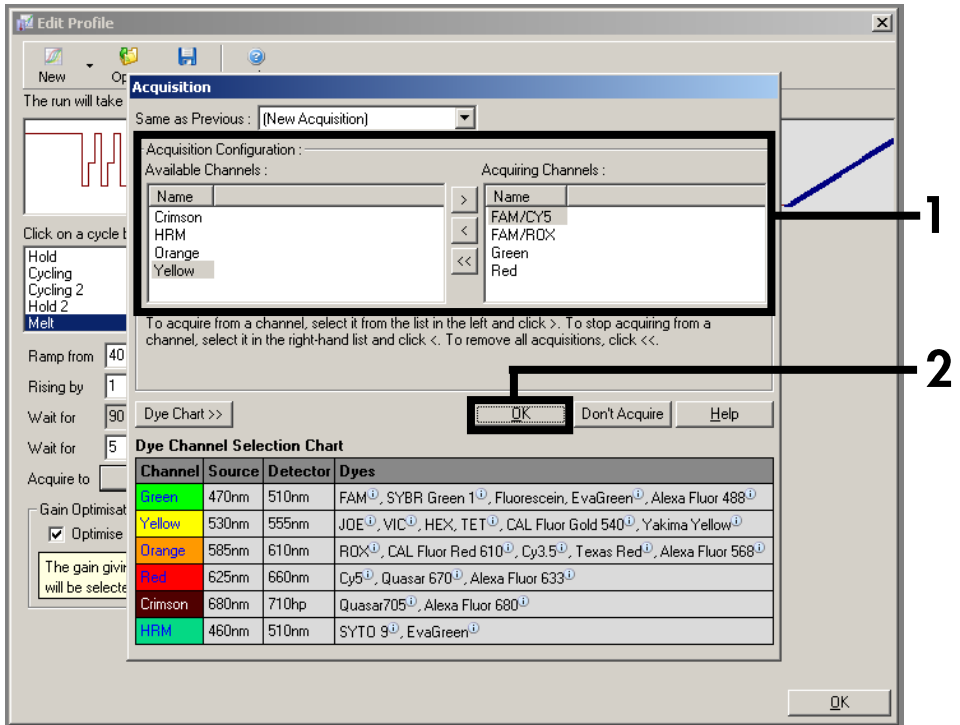 Edit Profile
New
Op
The run will take
Acquisition
Same as Previous : (New Acquisition)
Acquisition Configuration :
Available Channels :
Name
Crimson
HRM
Orange
Yellow
>
<
<<
Acquiring Channels :
Name
FAM/CY5
FAM/ROX
Green
Red
1
To acquire from a channel, select it from the list in the left and click >. To stop acquiring from a
channel, select it in the right-hand list and click <. To remove all acquisitions, click <<.
Click on a cycle b
Hold
Cycling
Cycling 2
Hold 2
Melt
Ramp from 40
Rising by 1
Wait for 90
Wait for 5
Acquire to
Gain Optimisat
Optimise
The gain givin
will be selecte
2
Dye Chart >> OK Don't Acquire Help
Dye Channel Selection Chart
Channel Source Detector Dyes
Green 470nm 510nm FAM, SYBR Green 1, Fluorescein, EvaGreen, Alexa Fluor 488
Yellow 530nm 555nm JOE, VIC, HEX, TET, CAL Fluor Gold 540, Yakima Yellow
Orange 585nm 610nm ROX, CAL Fluor Red 610, Cy3.5, Texas Red, Alexa Fluor 568
Red 625nm 660nm Cy5, Quasar 670, Alexa Fluor 633
Crimson 680nm 710hp Quasar705, Alexa Fluor 680
HRM 460nm 510nm SYTO 9, EvaGreen
OK